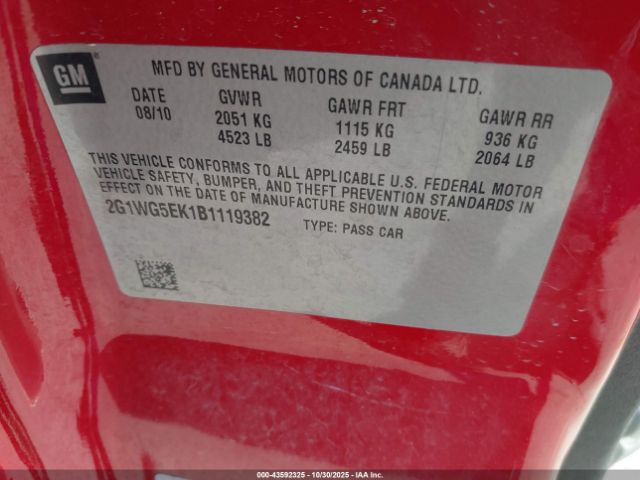 GM
MFD BY GENERAL MOTORS OF CANADA LTD.
DATE GVWR GAWR FRT GAWR RR
08/10 2051 KG 1115 KG 936 KG
4523 LB 2459 LB 2064 LB
THIS VEHICLE CONFORMS TO ALL APPLICABLE U.S. FEDERAL MOTOR
VEHICLE SAFETY, BUMPER, AND THEFT PREVENTION STANDARDS IN
EFFECT ON THE DATE OF MANUFACTURE SHOWN ABOVE.
2G1WG5EK1B1119382 TYPE: PASS CAR
000-43592325 | 10/30/2025 | IAA Inc.